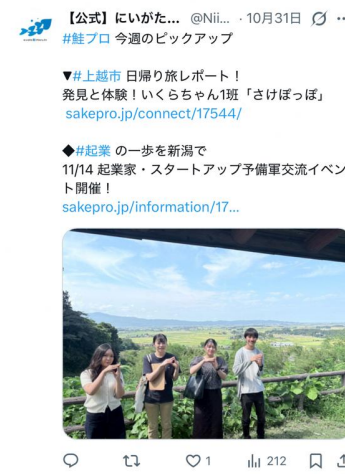 【公式】にいがた... @Nii... · 10月31日
#鮭プロ 今週のピックアップ
▼#上越市 日帰り旅レポート！
発見と体験！いくらちゃん1班「さけぽっぽ」
sakepro.jp/connect/17544/
◆#起業 の一歩を新潟で
11/14 起業家・スタートアップ予備軍交流イベン
ト開催！
sakepro.jp/information/17...
1 212